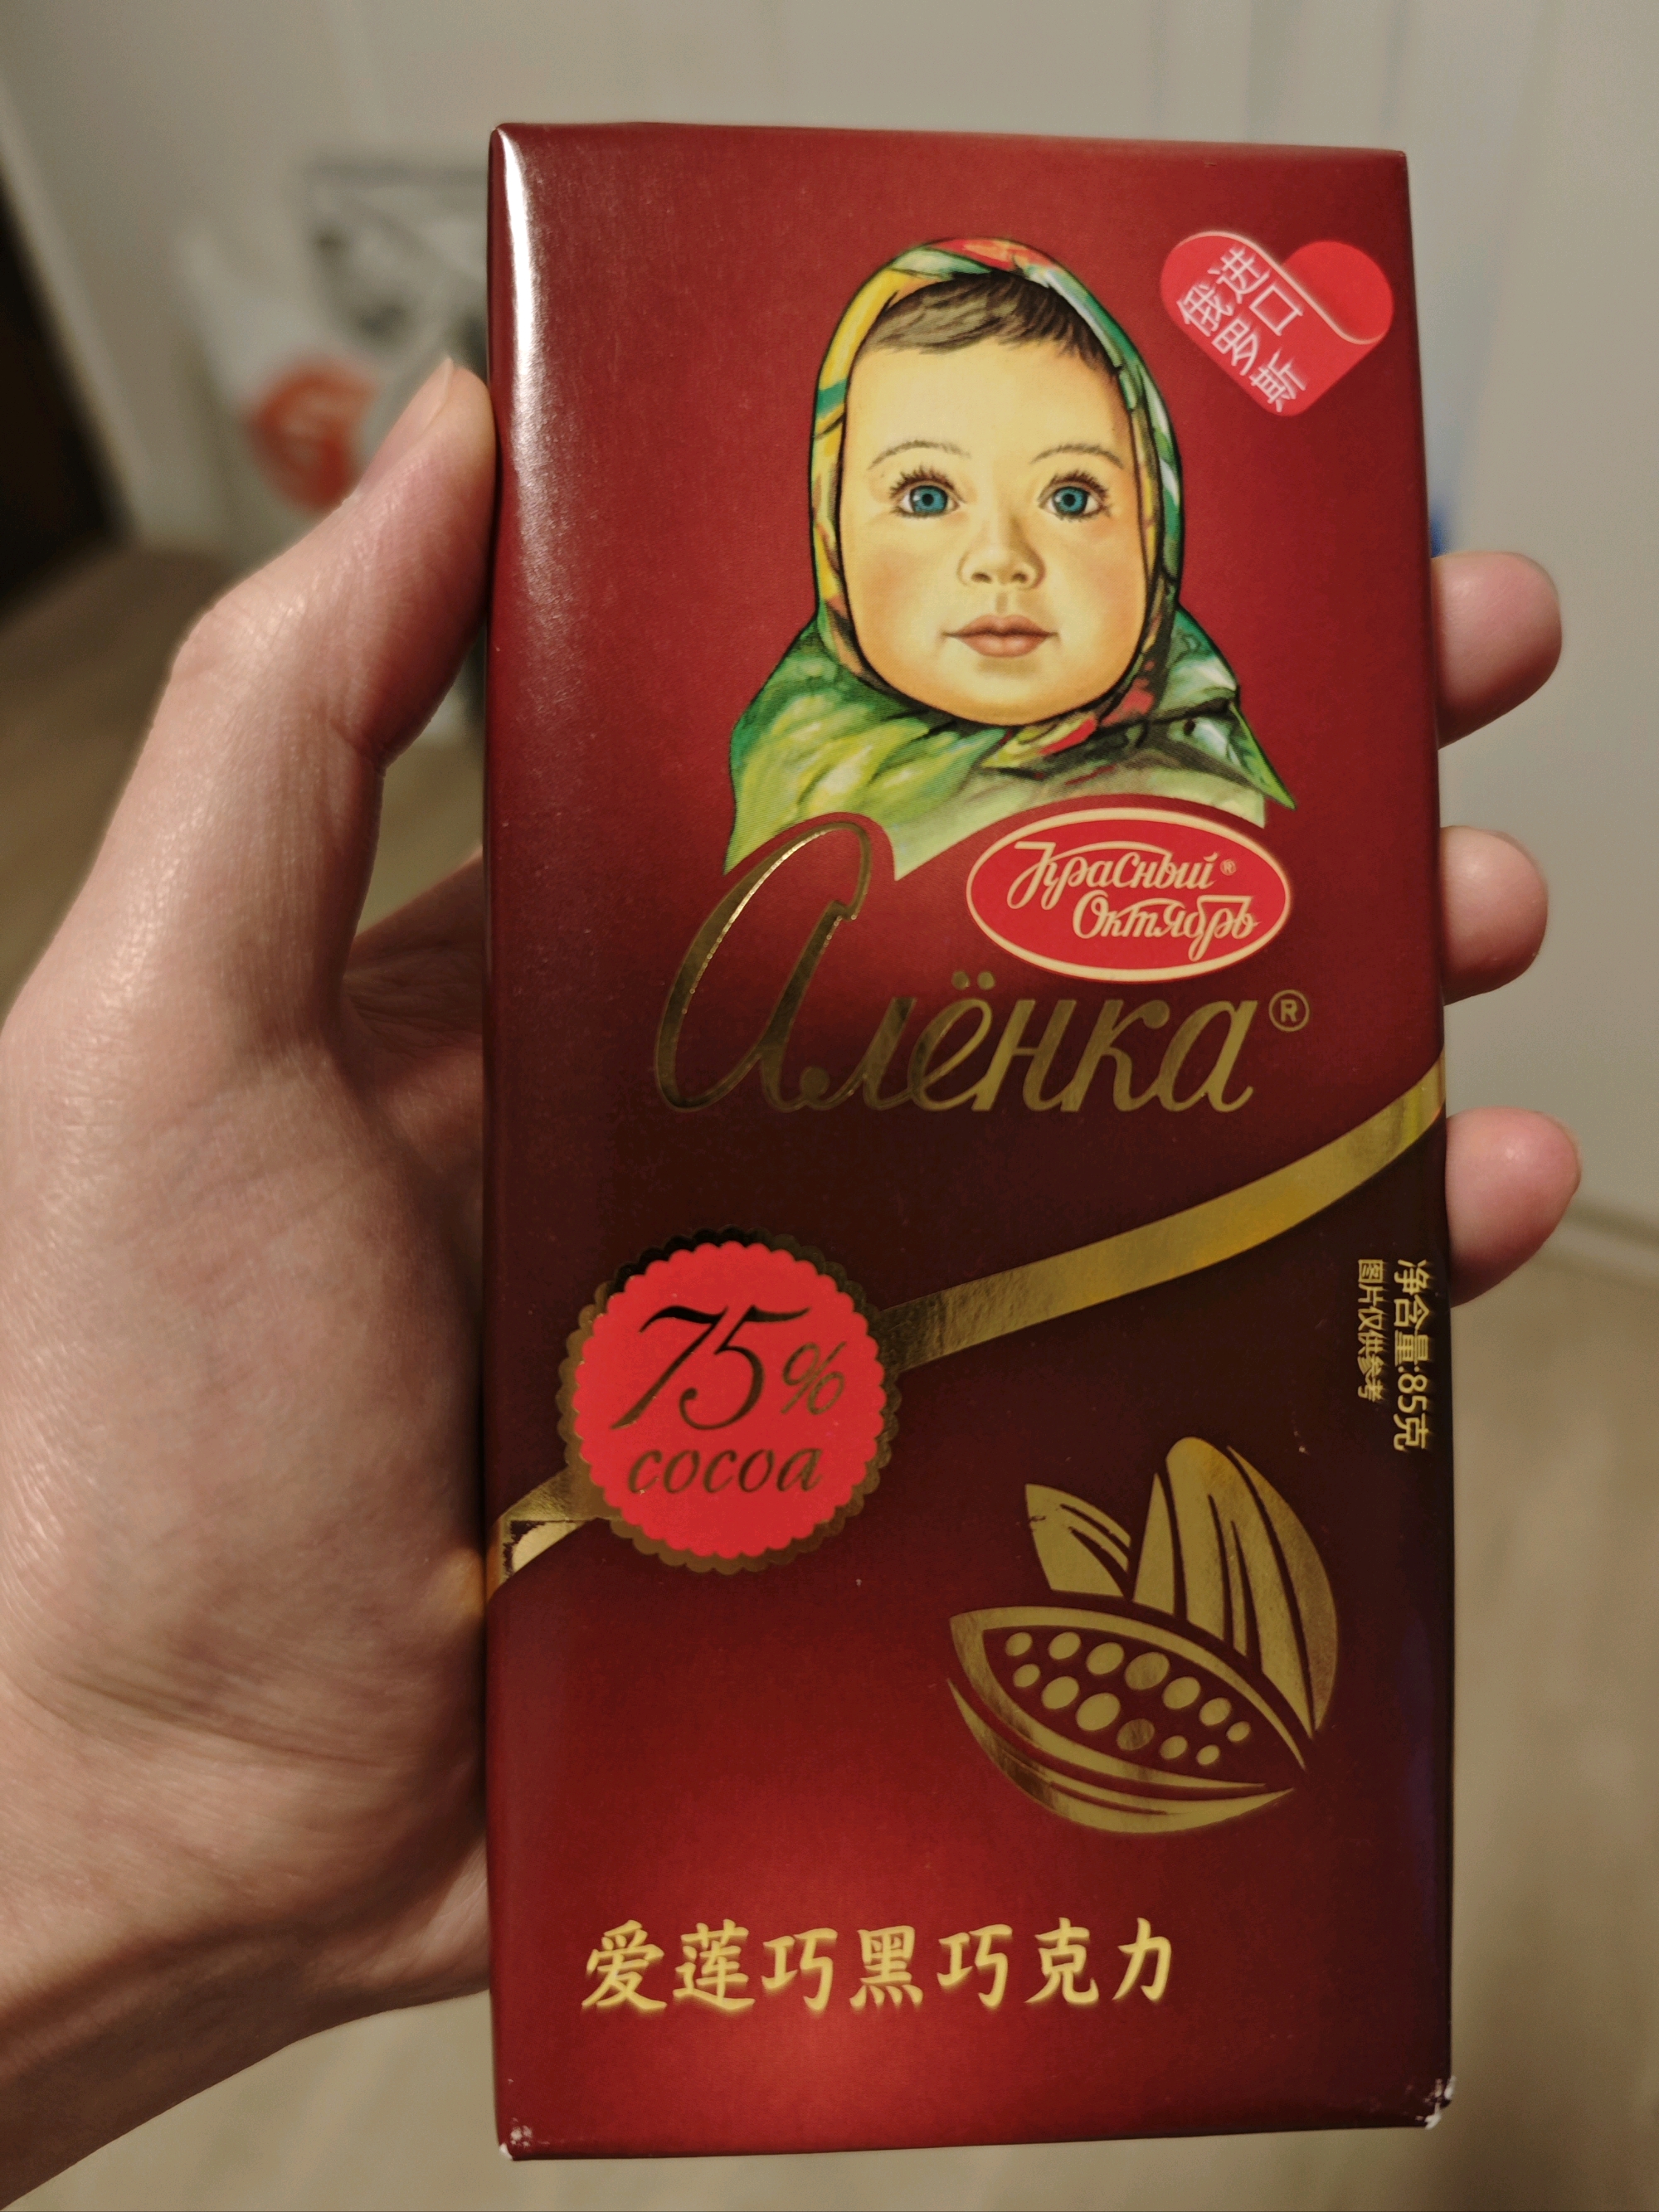 进口
俄罗斯
Красный®
Октябрь
Алёнка®
75%
cocoa
净含量:85克
图片仅供参考
爱莲巧黑巧克力